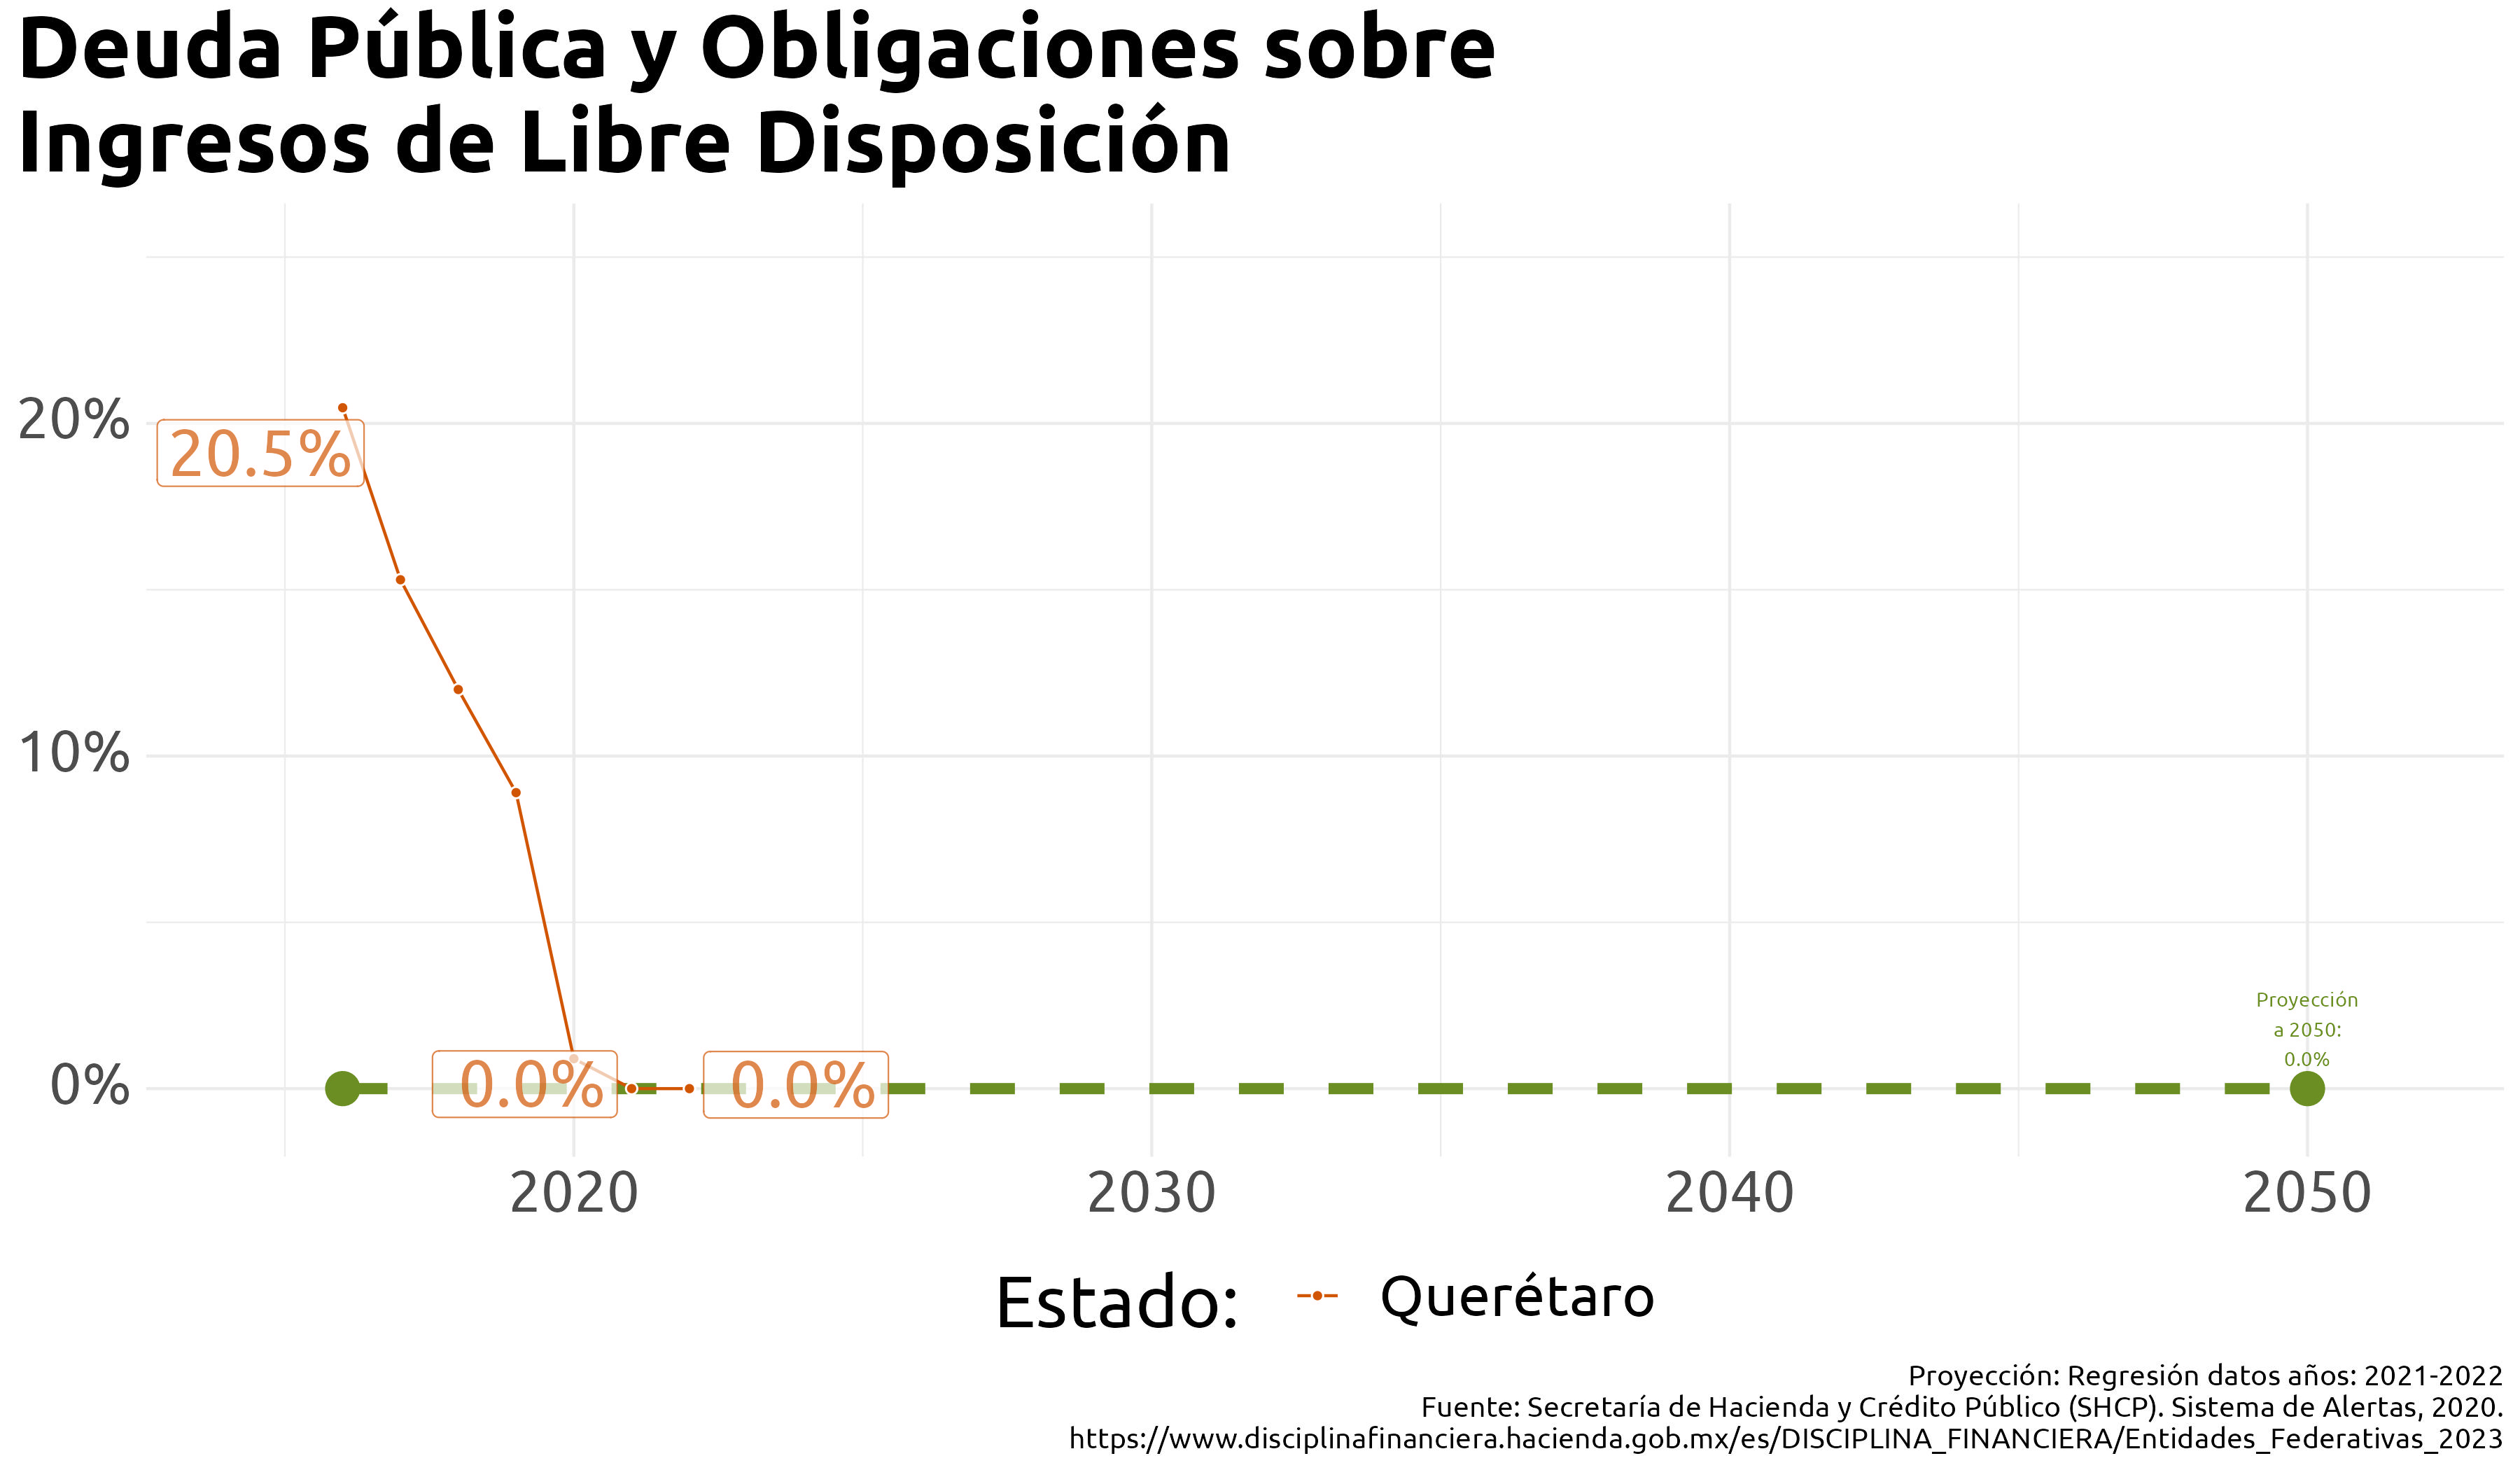 Deuda Pública y Obligaciones sobre
Ingresos de Libre Disposición
20%
20.5%
10%
Proyección
a 2050:
0.0%
0%
0.0%
0.0%
2020
2030
2040
2050
Estado:
Querétaro
Proyección: Regresión datos años: 2021-2022
Fuente: Secretaría de Hacienda y Crédito Público (SHCP). Sistema de Alertas, 2020.
https://www.disciplinafinanciera.hacienda.gob.mx/es/DISCIPLINA_FINANCIERA/Entidades_Federativas_2023